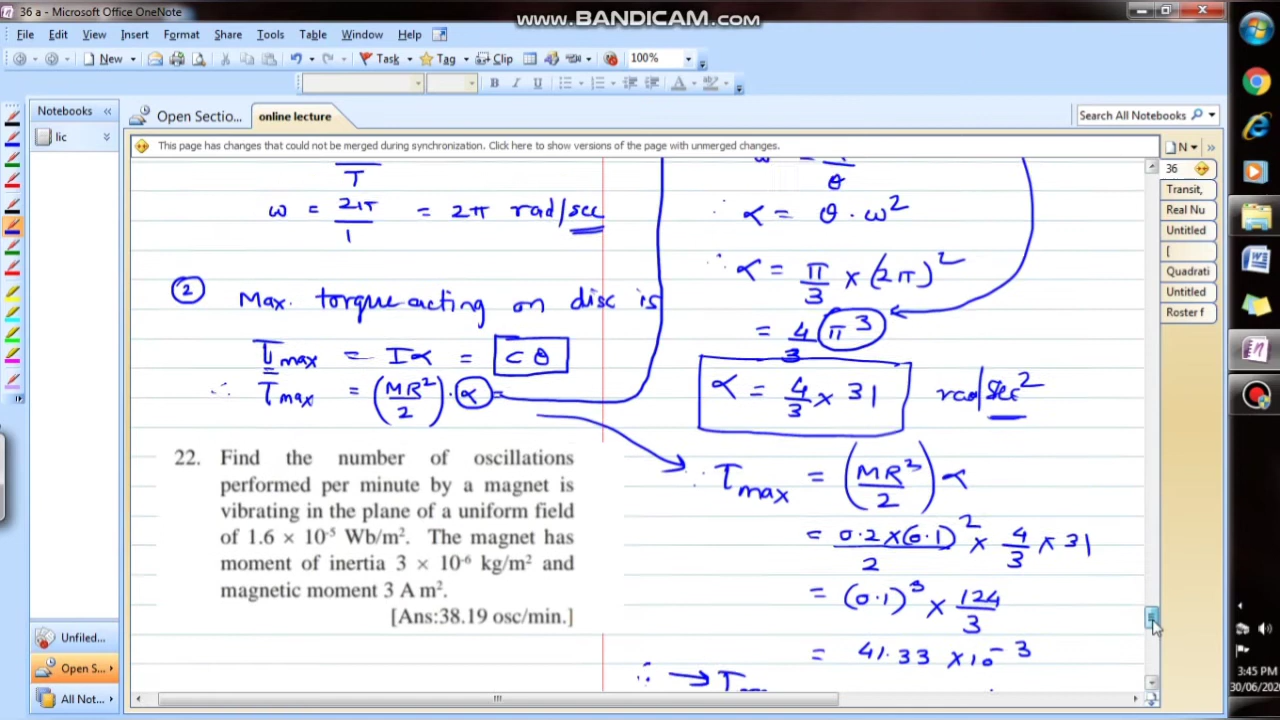 36 a - Microsoft Office OneNote
www.BANDICAM.com
File Edit View Insert Format Share Tools Table Window Help
New Task Tag Clip 100%
B I U
Notebooks «
Open Sectio...
online lecture
Search All Notebooks
lic
This page has changes that could not be merged during synchronization. Click here to show versions of the page with unmerged changes.
N
»
36
Transit,
Real Nu
Untitled
[
Quadrati
Untitled
Roster f
T
ω = 2π/1 = 2π rad/sec
② Max. torque acting on disc is
τmax = Iα = Cθ
∴ τmax = (MR²/2) · α =
22. Find the number of oscillations
performed per minute by a magnet is
vibrating in the plane of a uniform field
of 1.6 × 10⁻⁵ Wb/m². The magnet has
moment of inertia 3 × 10⁻⁶ kg/m² and
magnetic moment 3 A m².
[Ans:38.19 osc/min.]
θ
∴ α = θ · ω²
∴ α = π/3 × (2π)²
= 4/3 π³
α = 4/3 × 31 rad/sec²
∴ τmax = (MR²/2) α
= 0.2×(0.1)²/2 × 4/3 × 31
= (0.1)³ × 124/3
= 41.33 × 10⁻³
Unfiled...
Open S...
All Not...
3:45 PM
30/06/2020